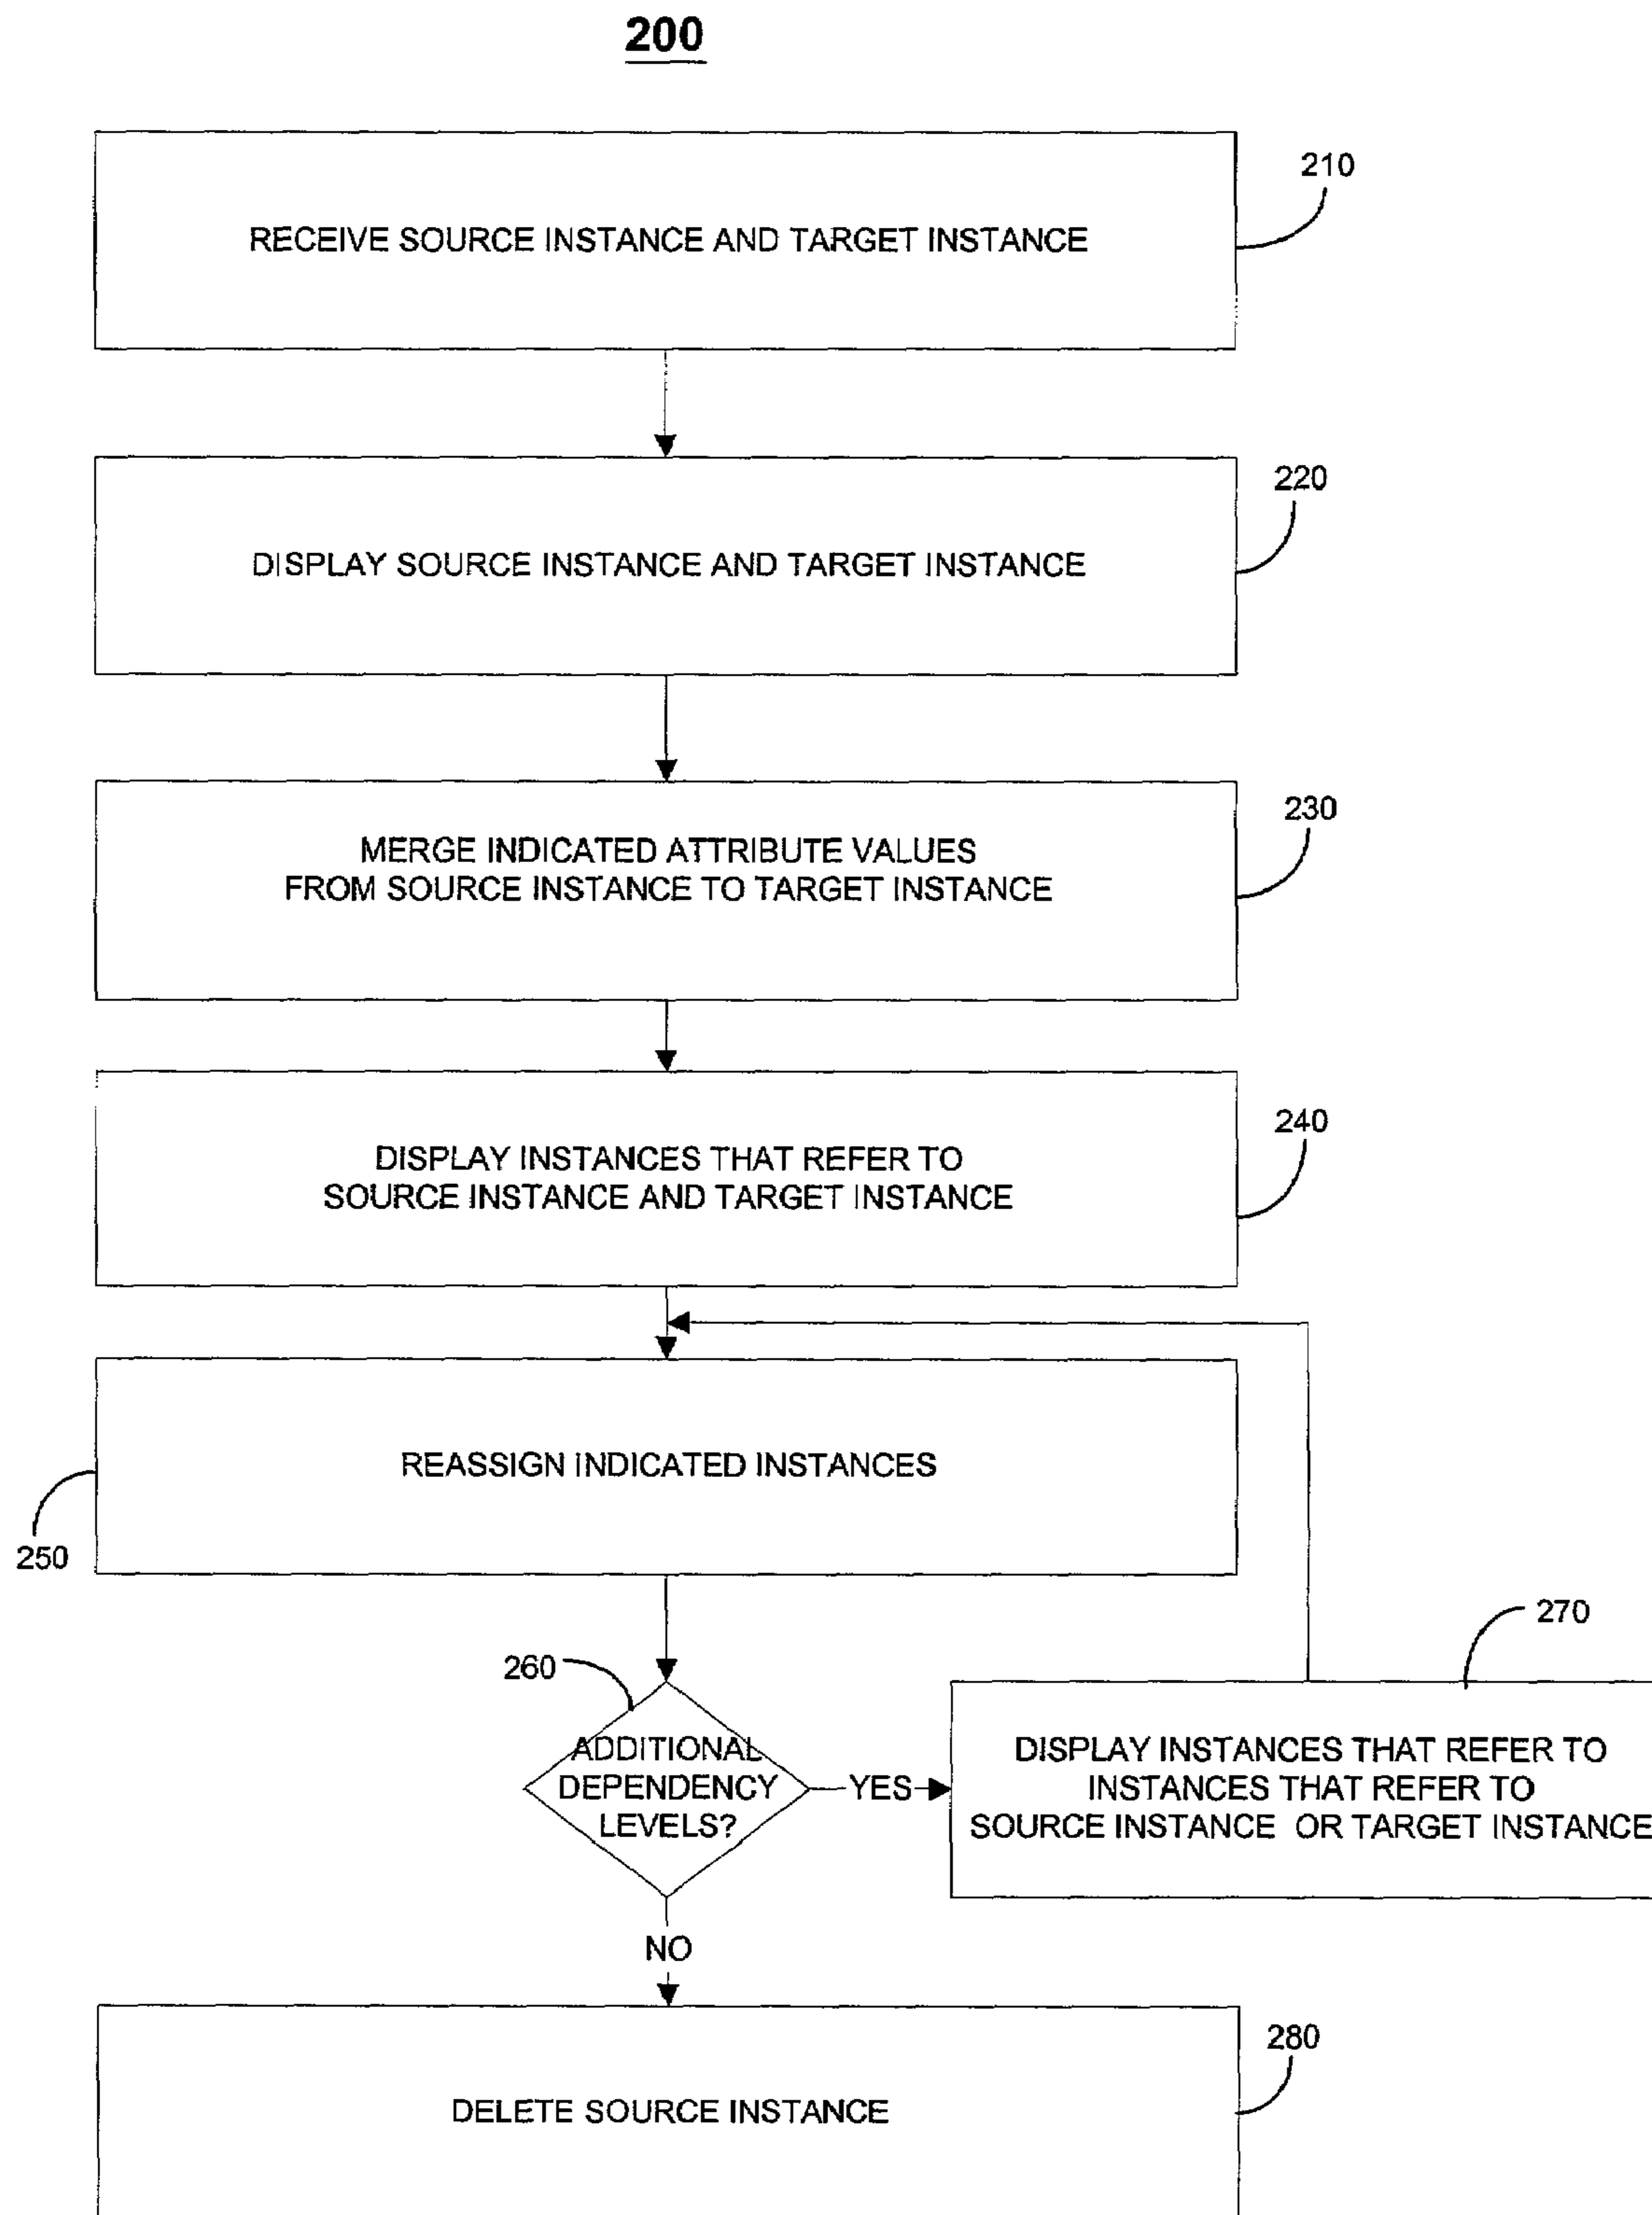 200
RECEIVE SOURCE INSTANCE AND TARGET INSTANCE
210
DISPLAY SOURCE INSTANCE AND TARGET INSTANCE
220
MERGE INDICATED ATTRIBUTE VALUES
FROM SOURCE INSTANCE TO TARGET INSTANCE
230
DISPLAY INSTANCES THAT REFER TO
SOURCE INSTANCE AND TARGET INSTANCE
240
REASSIGN INDICATED INSTANCES
250
260
ADDITIONAL
DEPENDENCY
LEVELS?
YES
270
DISPLAY INSTANCES THAT REFER TO
INSTANCES THAT REFER TO
SOURCE INSTANCE OR TARGET INSTANCE
NO
280
DELETE SOURCE INSTANCE